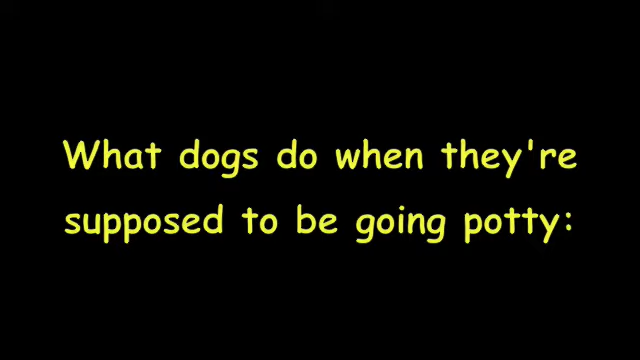 What dogs do when they're
supposed to be going potty: